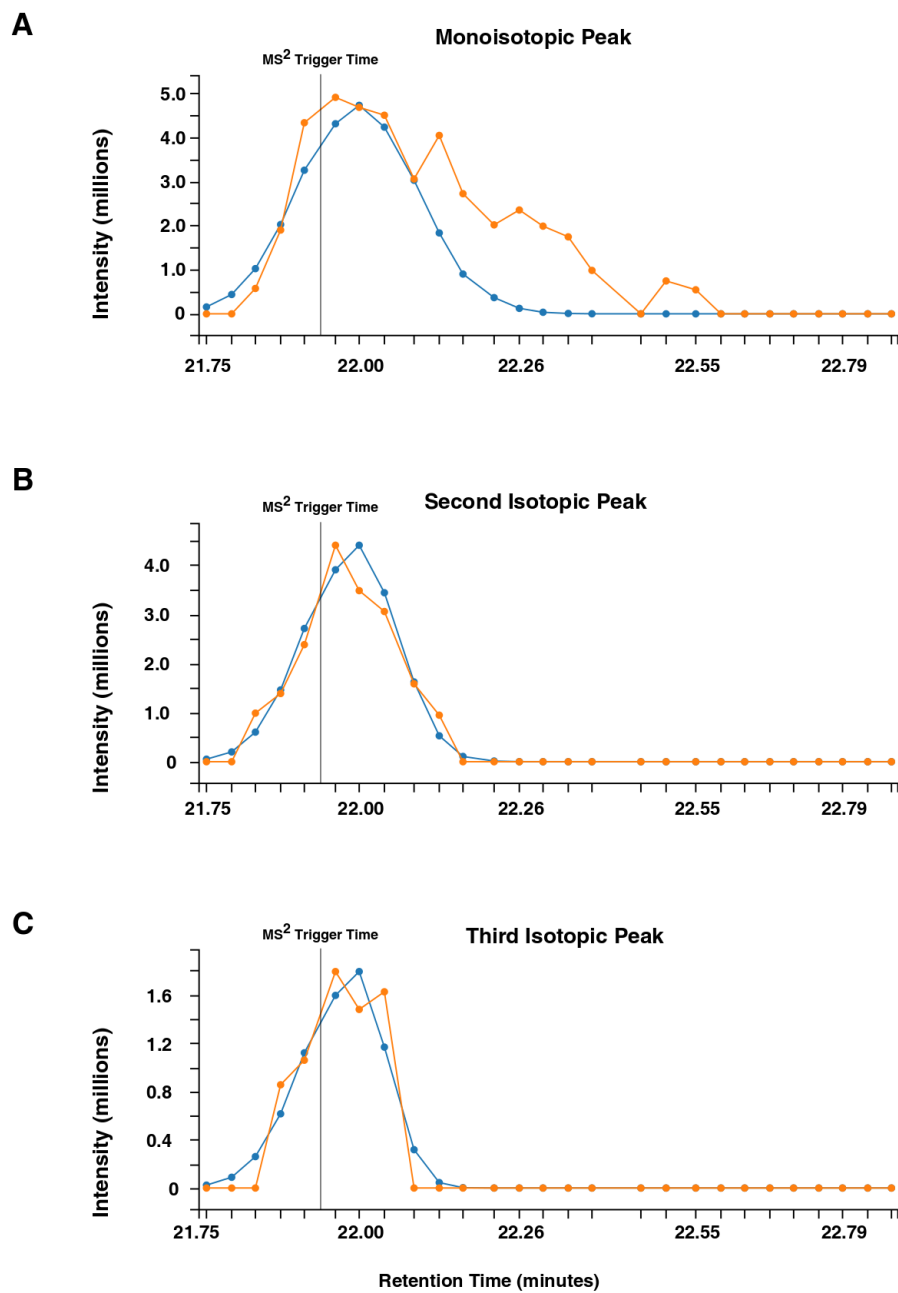 A
Monoisotopic Peak
MS2 Trigger Time
Intensity (millions)
5.0
4.0
3.0
2.0
1.0
0
21.75 22.00 22.26 22.55 22.79
B
Second Isotopic Peak
MS2 Trigger Time
Intensity (millions)
4.0
3.0
2.0
1.0
0
21.75 22.00 22.26 22.55 22.79
C
Third Isotopic Peak
MS2 Trigger Time
Intensity (millions)
1.6
1.2
0.8
0.4
0
21.75 22.00 22.26 22.55 22.79
Retention Time (minutes)